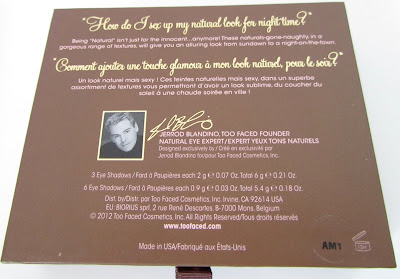 "How do I sex up my natural look for night time?"
Being "Natural" isn't just for the innocent...anymore! These naturals-gone-naughty, in a
gorgeous range of textures, will give you an alluring look from sundown to a night-on-the-town.
"Comment ajouter une touche glamour à mon look naturel, pour le soir?"
Un look naturel mais sexy ! Ces teintes naturelles mais sexy, dans un superbe
assortiment de textures vous permettront d'avoir un look sublime, du coucher du
soleil à une chaude soirée en ville !
JERROD BLANDINO, TOO FACED FOUNDER
NATURAL EYE EXPERT/EXPERT YEUX TONS NATURELS
Designed exclusively by / Créé en exclusivité par
Jerrod Blandino for/pour Too Faced Cosmetics, Inc.
3 Eye Shadows / Fard à Paupières each 2 g ℮ 0.07 Oz. Total 6 g ℮ 0.21 Oz.
6 Eye Shadows / Fard à Paupières each 0.9 g ℮ 0.03 Oz. Total 5.4 g ℮ 0.18 Oz.
Dist. by/Distr. par Too Faced Cosmetics, Inc. Irvine, CA 92614 USA
EU: BIORIUS sprl, 2 rue René Descartes. B-7000 Mons. Belgium
© 2012 Too Faced Cosmetics, Inc. All Rights Reserved/Tous droits réservés
www.toofaced.com
Made in USA/Fabriqué aux États-Unis
AM1